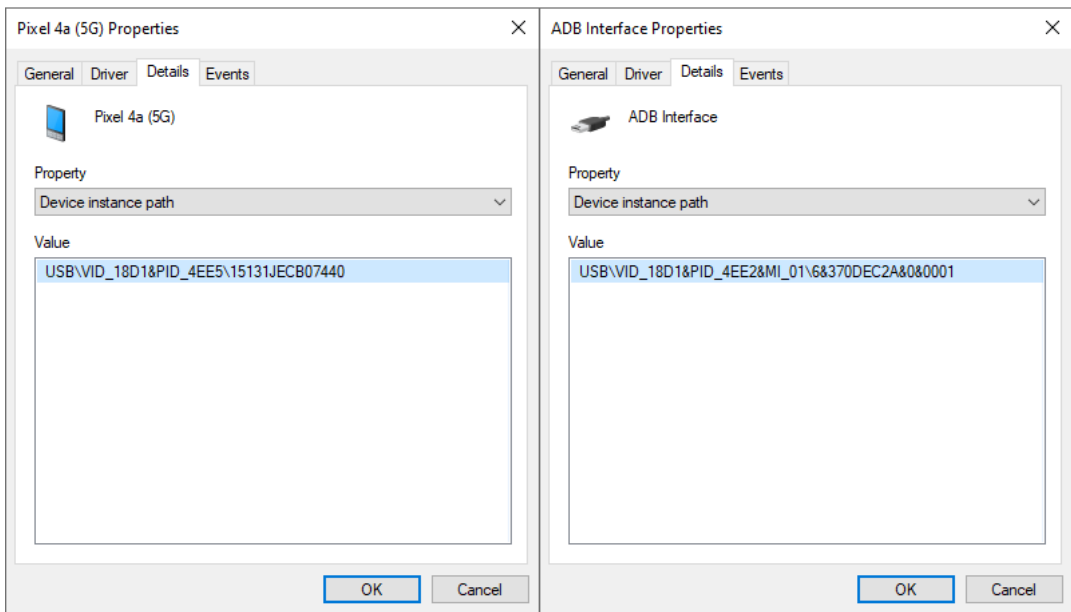 Pixel 4a (5G) Properties
General Driver Details Events
Pixel 4a (5G)
Property
Device instance path
Value
USB\VID_18D1&PID_4EE5\15131JECB07440
OK Cancel
ADB Interface Properties
General Driver Details Events
ADB Interface
Property
Device instance path
Value
USB\VID_18D1&PID_4EE2&MI_01\6&370DEC2A&0&0001
OK Cancel